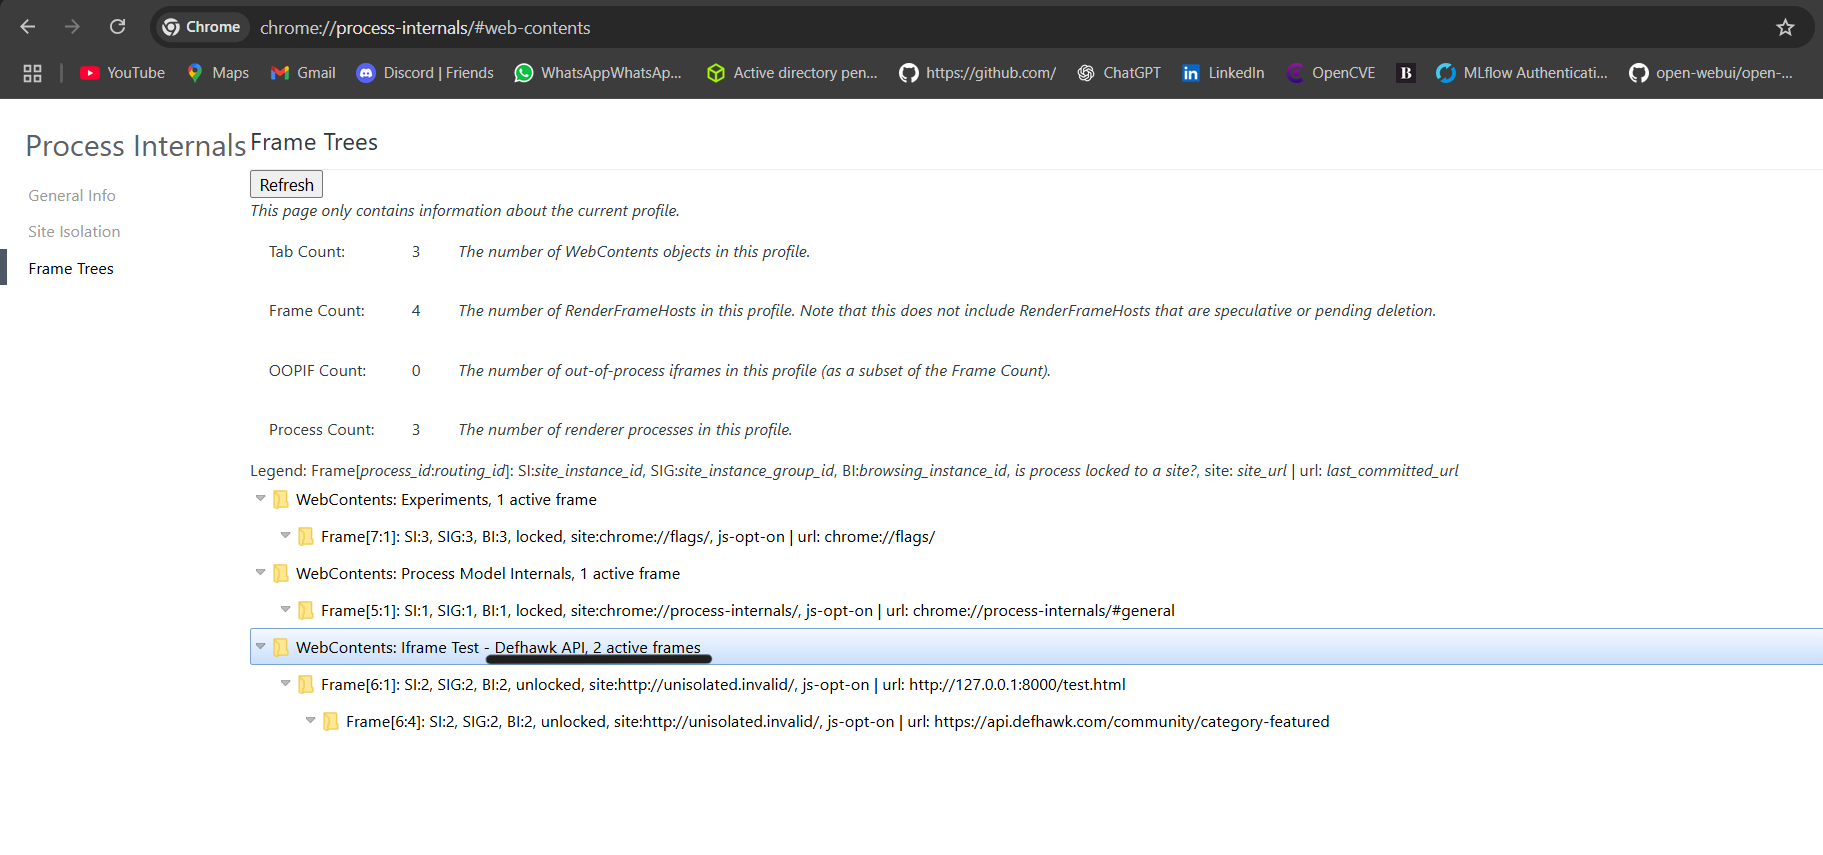 Chrome chrome://process-internals/#web-contents
YouTube Maps Gmail Discord | Friends WhatsAppWhatsAp... Active directory pen... https://github.com/ ChatGPT LinkedIn OpenCVE B MLflow Authenticati... open-webui/open-...
Process Internals
General Info
Site Isolation
Frame Trees
Frame Trees
Refresh
This page only contains information about the current profile.
Tab Count: 3 The number of WebContents objects in this profile.
Frame Count: 4 The number of RenderFrameHosts in this profile. Note that this does not include RenderFrameHosts that are speculative or pending deletion.
OOPIF Count: 0 The number of out-of-process iframes in this profile (as a subset of the Frame Count).
Process Count: 3 The number of renderer processes in this profile.
Legend: Frame[process_id:routing_id]: SI:site_instance_id, SIG:site_instance_group_id, BI:browsing_instance_id, is process locked to a site?, site: site_url | url: last_committed_url
WebContents: Experiments, 1 active frame
Frame[7:1]: SI:3, SIG:3, BI:3, locked, site:chrome://flags/, js-opt-on | url: chrome://flags/
WebContents: Process Model Internals, 1 active frame
Frame[5:1]: SI:1, SIG:1, BI:1, locked, site:chrome://process-internals/, js-opt-on | url: chrome://process-internals/#general
WebContents: Iframe Test - Defhawk API, 2 active frames
Frame[6:1]: SI:2, SIG:2, BI:2, unlocked, site:http://unisolated.invalid/, js-opt-on | url: http://127.0.0.1:8000/test.html
Frame[6:4]: SI:2, SIG:2, BI:2, unlocked, site:http://unisolated.invalid/, js-opt-on | url: https://api.defhawk.com/community/category-featured